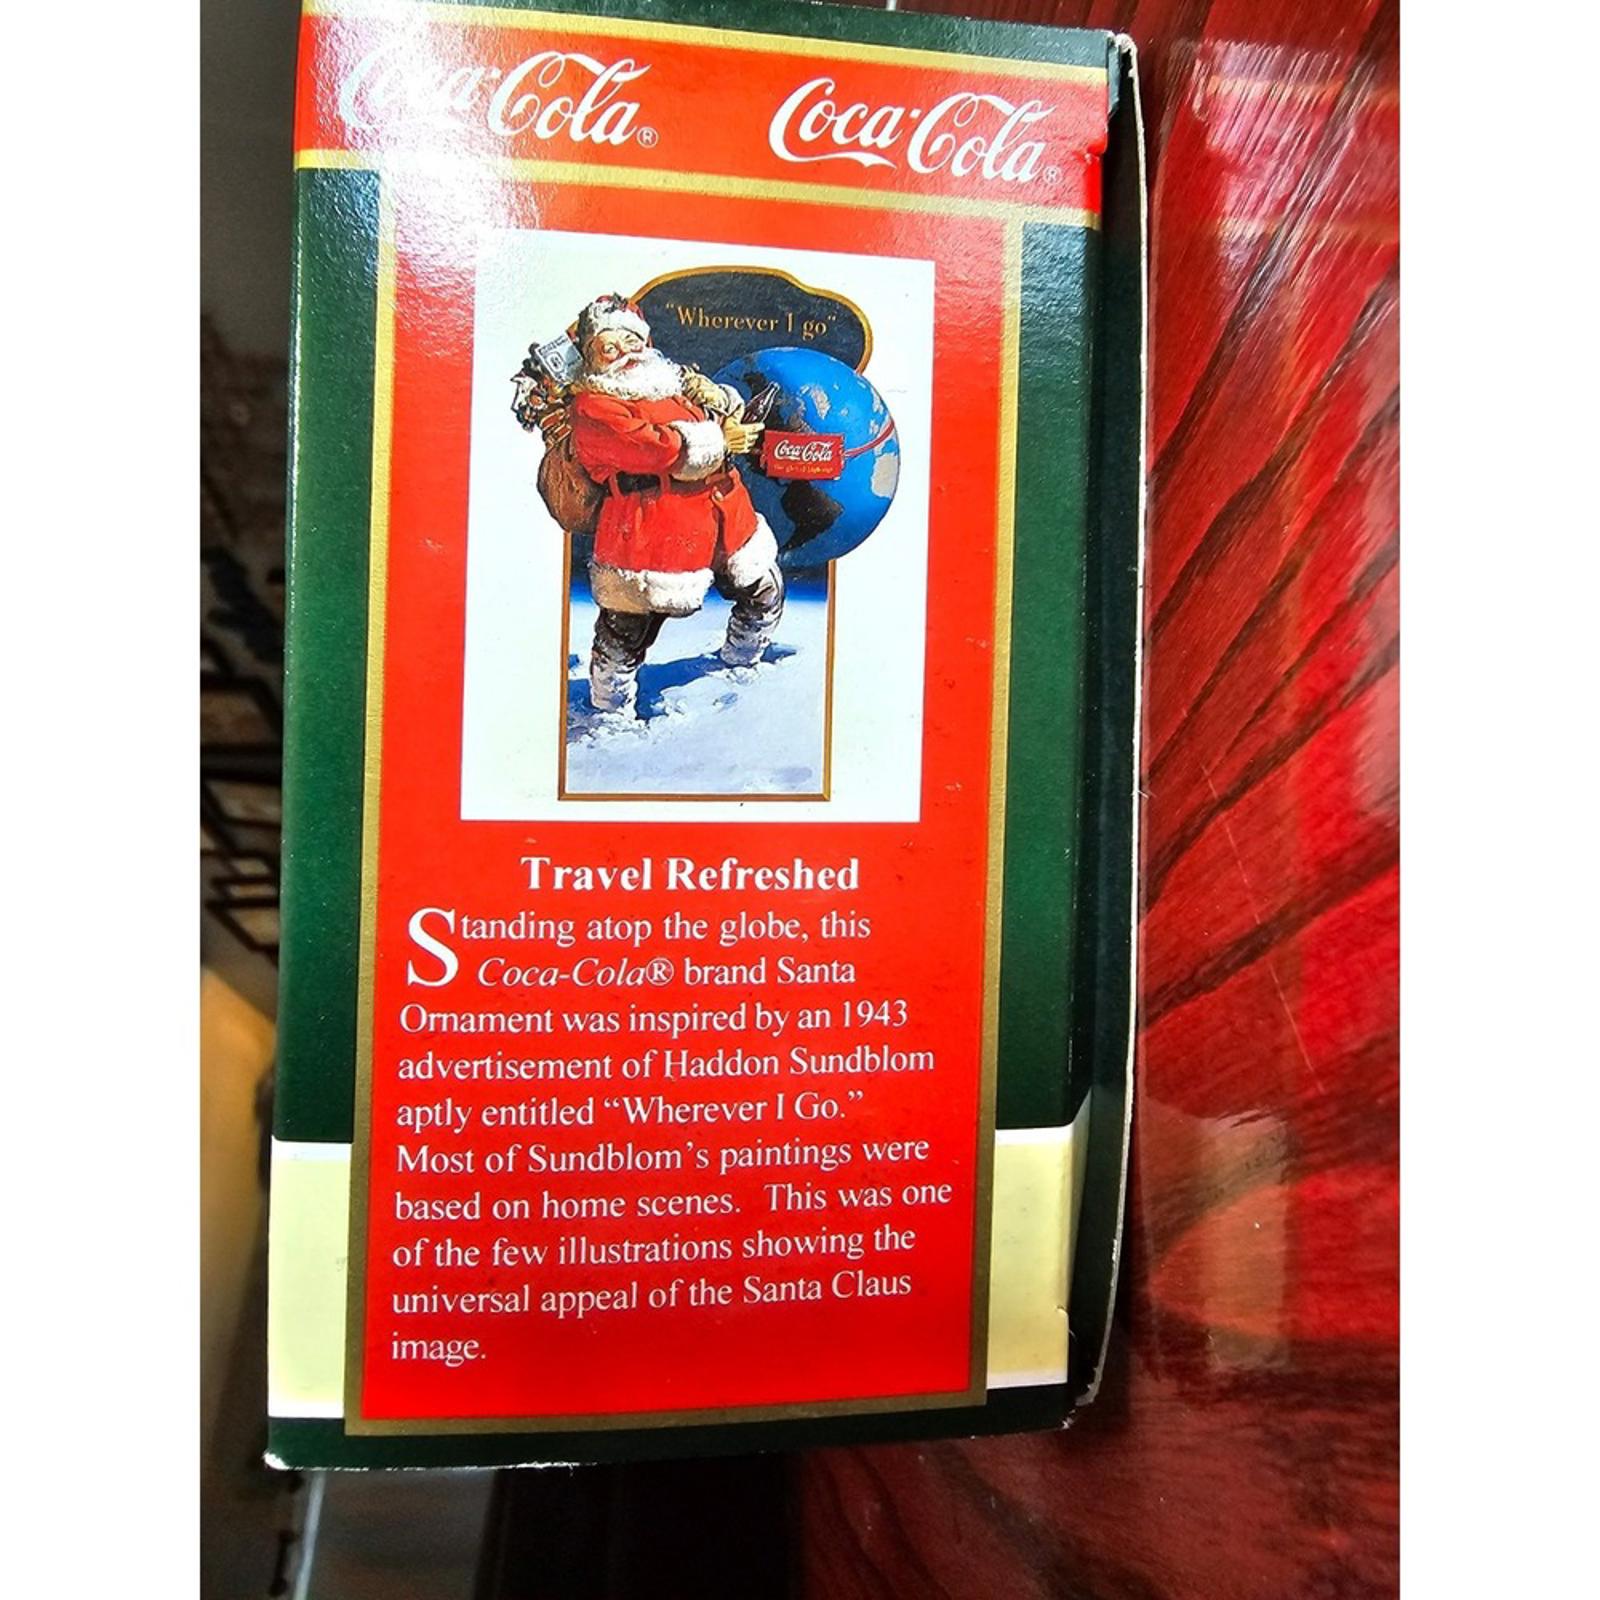 Coca-Cola® Coca-Cola®
"Wherever I go"
Coca-Cola
Travel Refreshed
Standing atop the globe, this
Coca-Cola® brand Santa
Ornament was inspired by an 1943
advertisement of Haddon Sundblom
aptly entitled “Wherever I Go.”
Most of Sundblom’s paintings were
based on home scenes. This was one
of the few illustrations showing the
universal appeal of the Santa Claus
image.